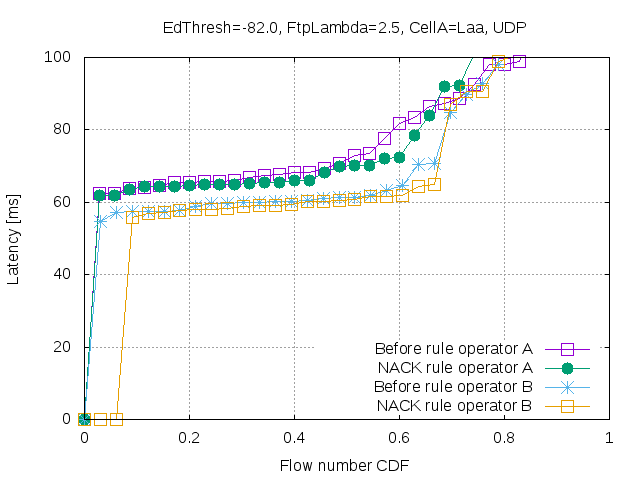 EdThresh=-82.0, FtpLambda=2.5, CellA=Laa, UDP
100
80
60
40
20
0
Latency [ms]
Before rule operator A
NACK rule operator A
Before rule operator B
NACK rule operator B
0 0.2 0.4 0.6 0.8 1
Flow number CDF